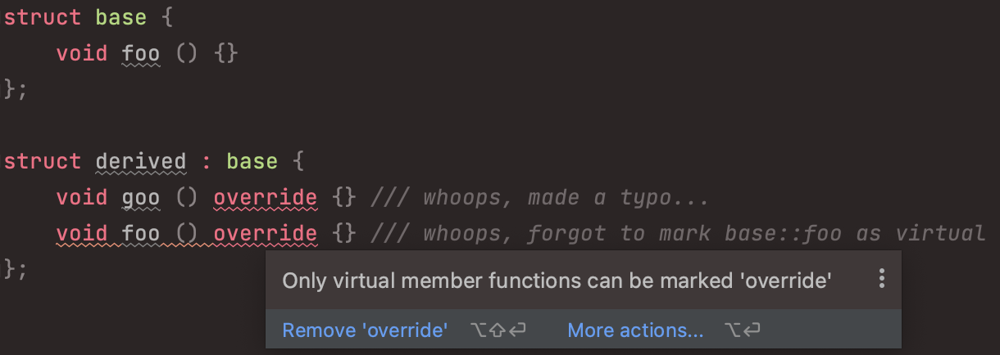 struct base {
    void foo () {}
};
struct derived : base {
    void goo () override {} /// whoops, made a typo...
    void foo () override {} /// whoops, forgot to mark base::foo as virtual
};
Only virtual member functions can be marked 'override'
Remove 'override' ⌥⇧⏎ More actions... ⌥⏎